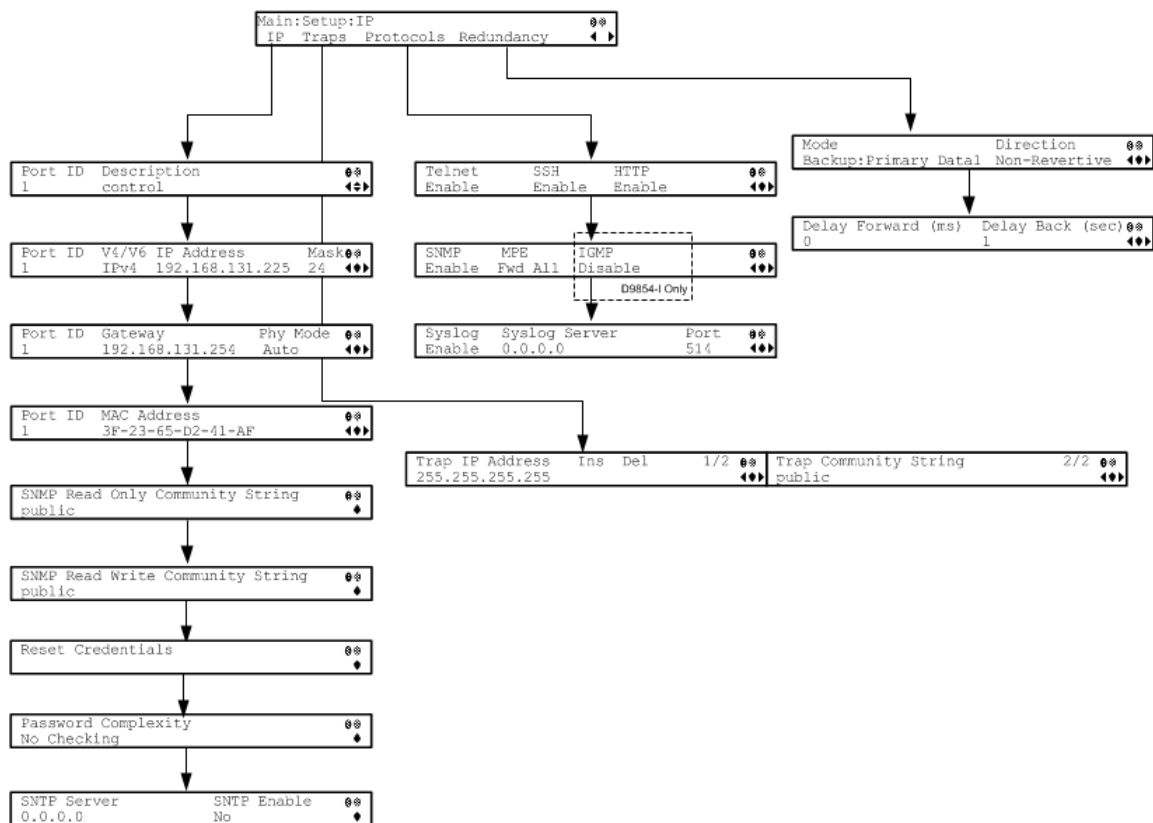 Main:Setup:IP
IP Traps Protocols Redundancy
Port ID Description
1 control
Port ID V4/V6 IP Address Mask
1 IPv4 192.168.131.225 24
Port ID Gateway Phy Mode
1 192.168.131.254 Auto
Port ID MAC Address
1 3F-23-65-D2-41-AF
SNMP Read Only Community String
public
SNMP Read Write Community String
public
Reset Credentials
Password Complexity
No Checking
SNTP Server SNTP Enable
0.0.0.0 No
Telnet SSH HTTP
Enable Enable Enable
SNMP MPE IGMP
Enable Fwd All Disable
D9854-I Only
Syslog Syslog Server Port
Enable 0.0.0.0 514
Trap IP Address Ins Del 1/2
255.255.255.255
Trap Community String 2/2
public
Mode Direction
Backup:Primary Data1 Non-Revertive
Delay Forward (ms) Delay Back (sec)
0 1